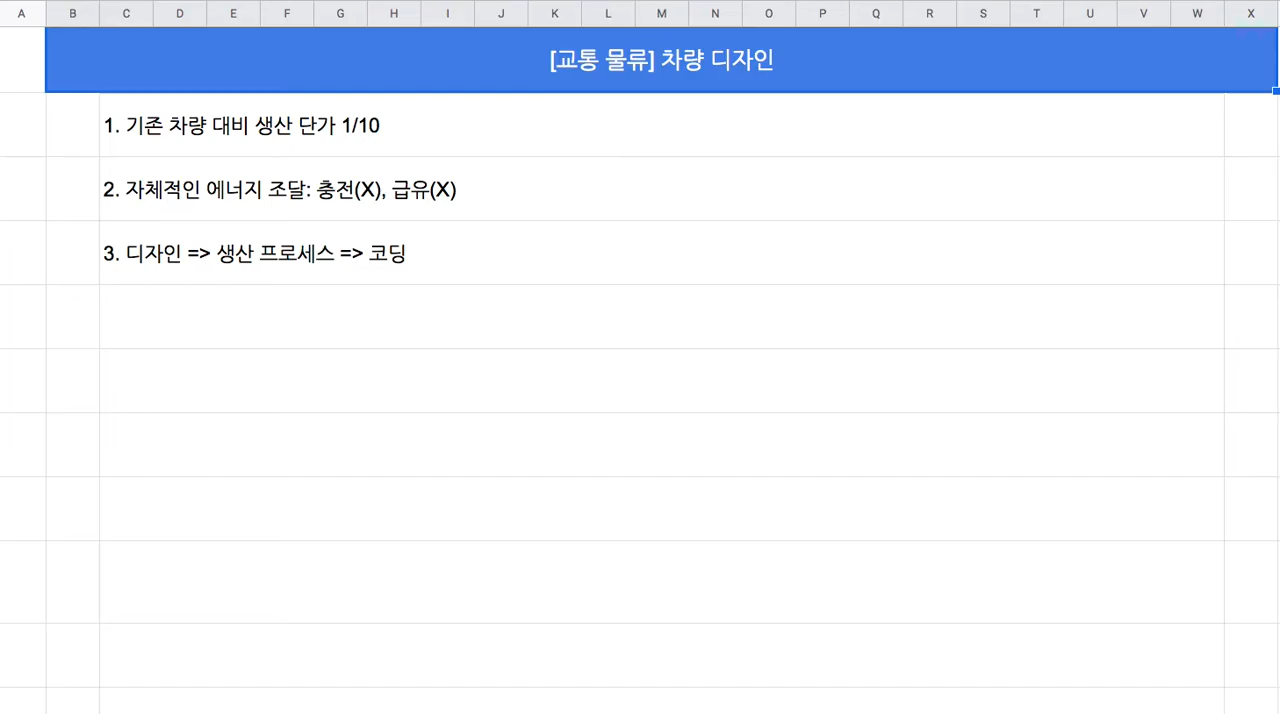 A B C D E F G H I J K L M N O P Q R S T U V W X
[교통 물류] 차량 디자인
1. 기존 차량 대비 생산 단가 1/10
2. 자체적인 에너지 조달: 충전(X), 급유(X)
3. 디자인 => 생산 프로세스 => 코딩